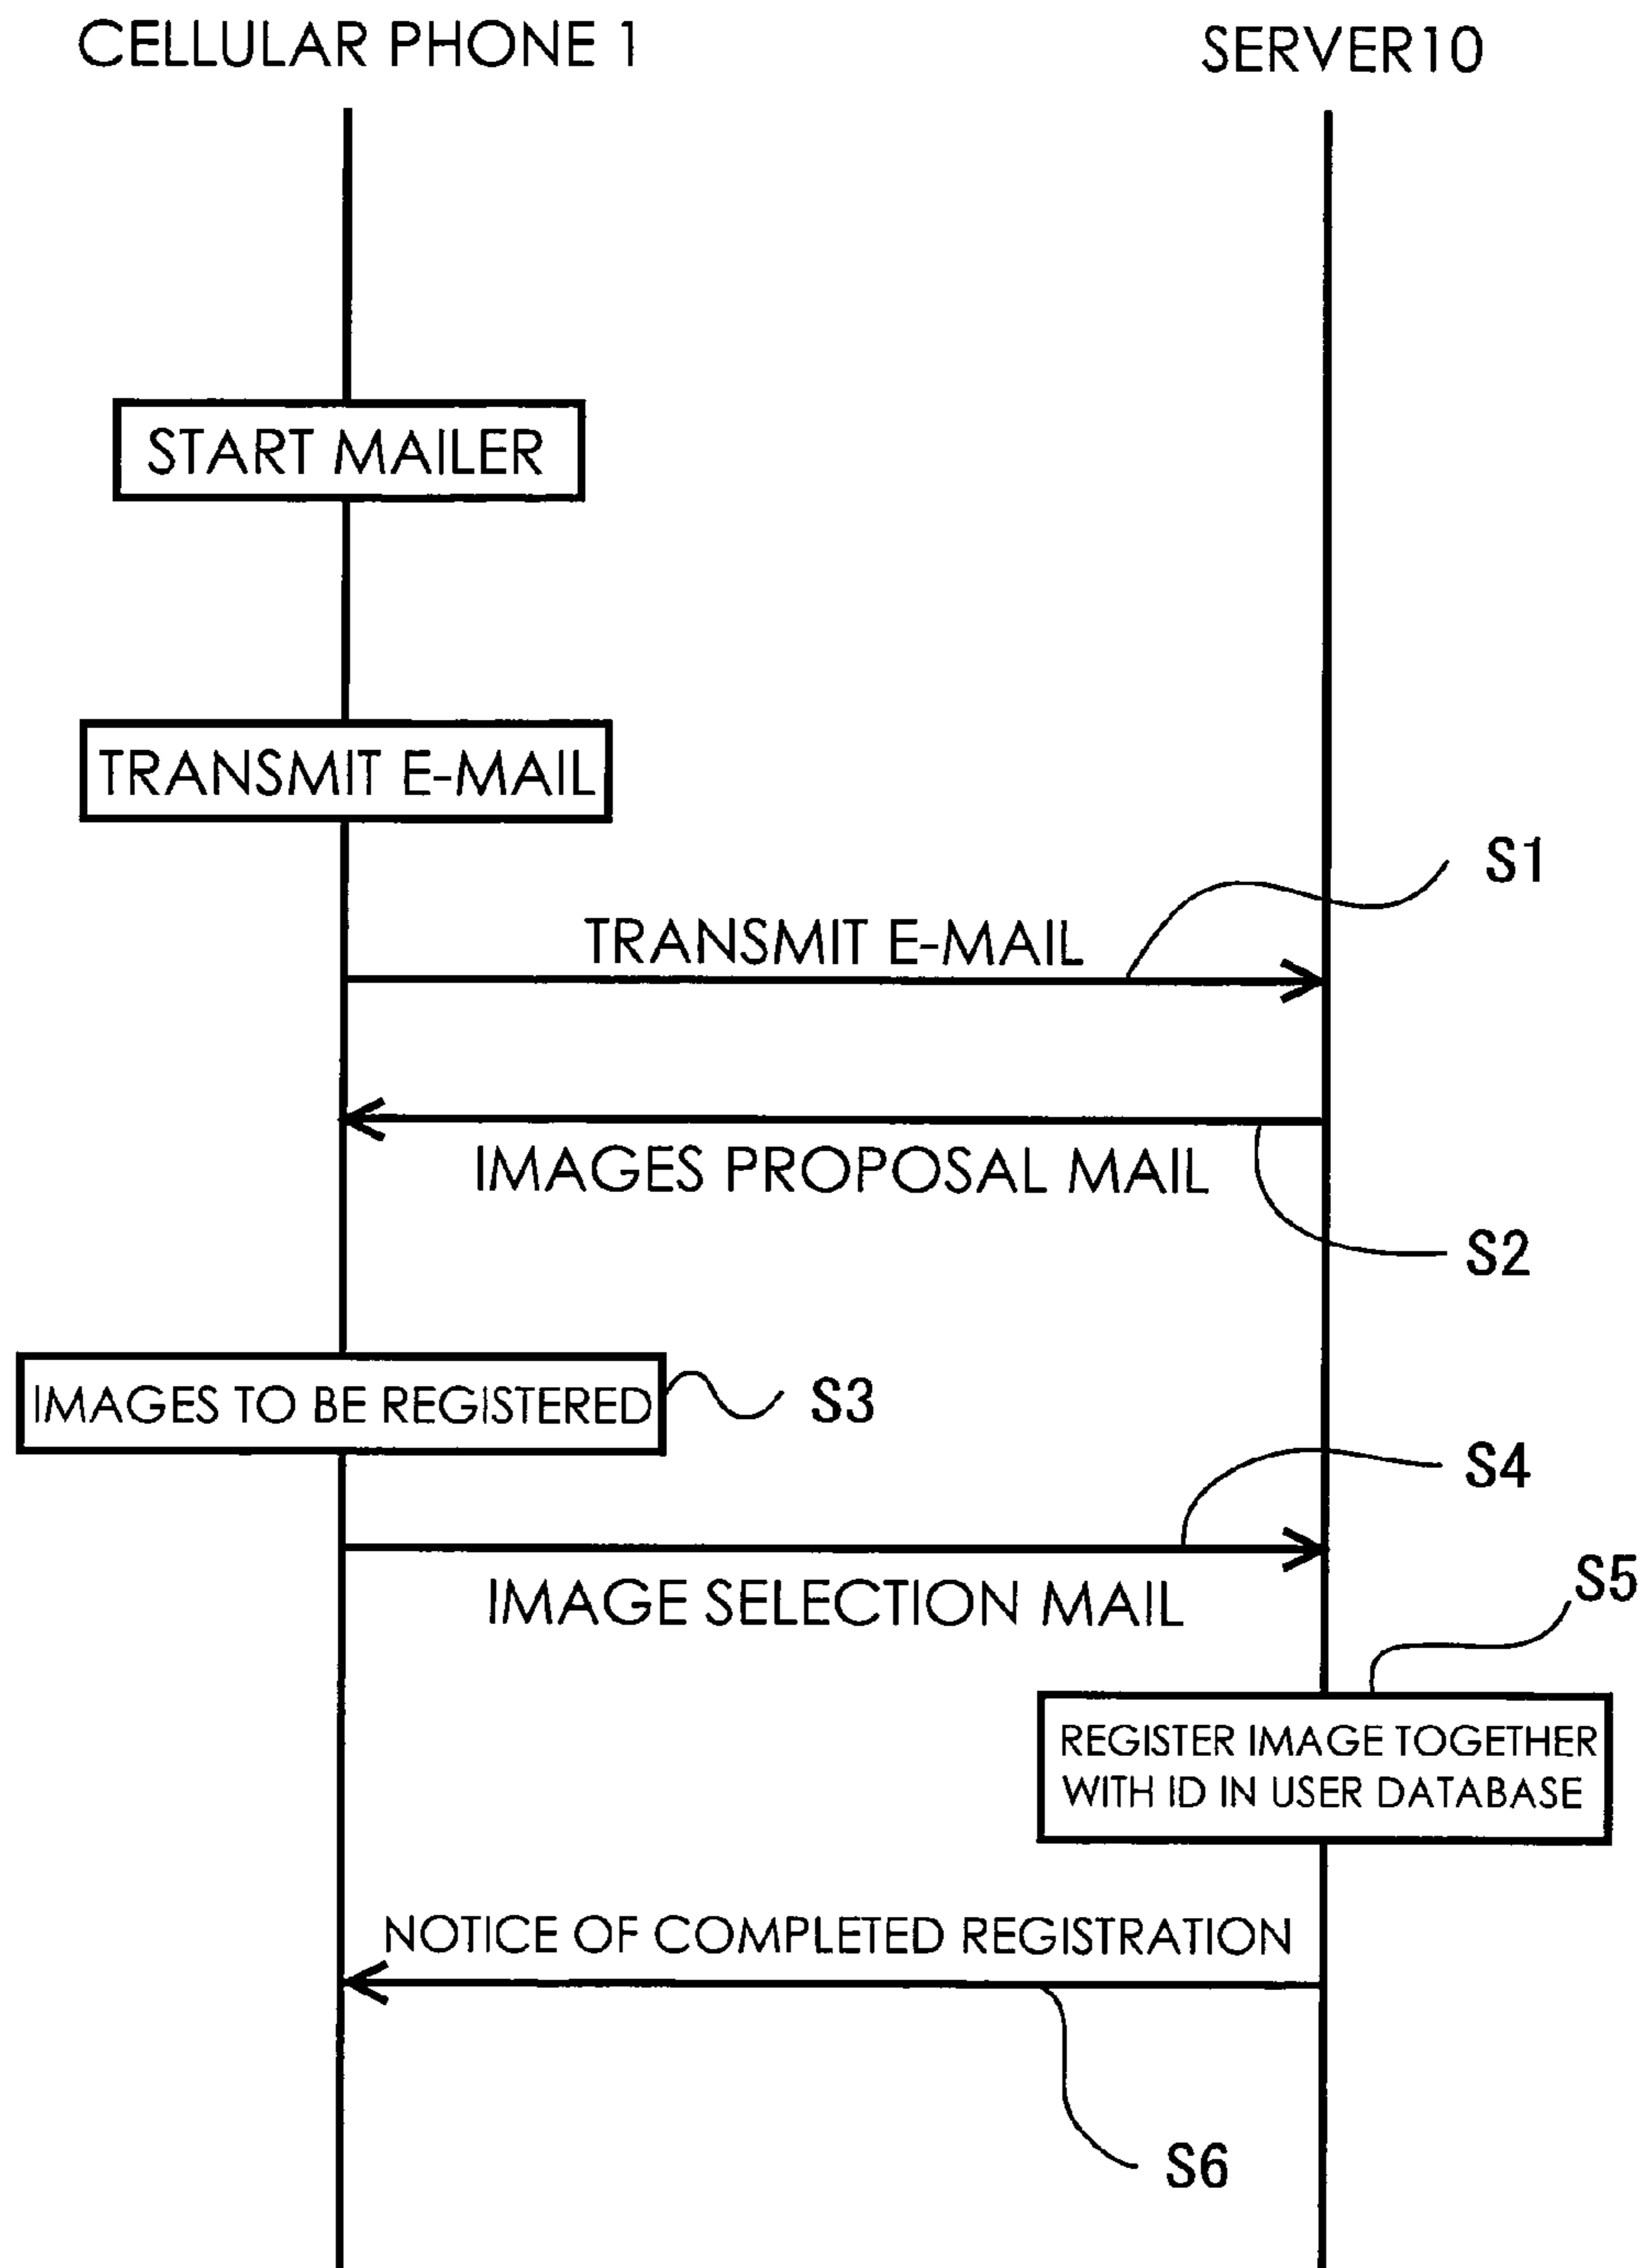 CELLULAR PHONE 1
SERVER10
START MAILER
TRANSMIT E-MAIL
S1
TRANSMIT E-MAIL
IMAGES PROPOSAL MAIL
S2
IMAGES TO BE REGISTERED
S3
S4
IMAGE SELECTION MAIL
S5
REGISTER IMAGE TOGETHER
WITH ID IN USER DATABASE
NOTICE OF COMPLETED REGISTRATION
S6